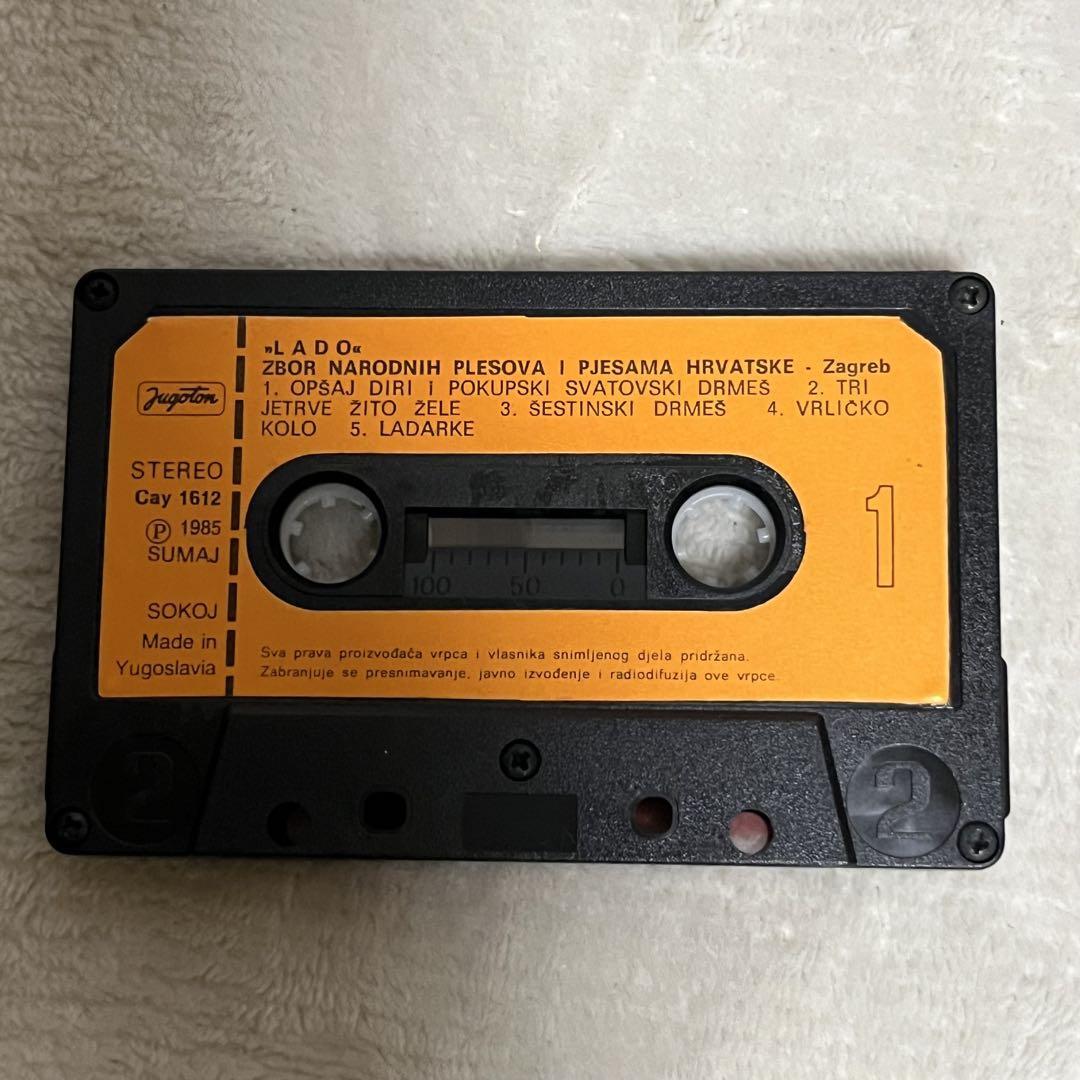 »LADO«
ZBOR NARODNIH PLESOVA I PJESAMA HRVATSKE - Zagreb
1. OPŠAJ DIRI i POKUPSKI SVATOVSKI DRMEŠ 2. TRI
JETRVE ŽITO ŽELE 3. ŠESTINSKI DRMEŠ 4. VRLIČKO
KOLO 5. LADARKE
Jugoton
STEREO
Cay 1612
Ⓟ 1985
SUMAJ
SOKOJ
Made in
Yugoslavia
100 50 0
1
Sva prava proizvođača vrpca i vlasnika snimljenog djela pridržana.
Zabranjuje se presnimavanje, javno izvođenje i radiodifuzija ove vrpce.
2 2